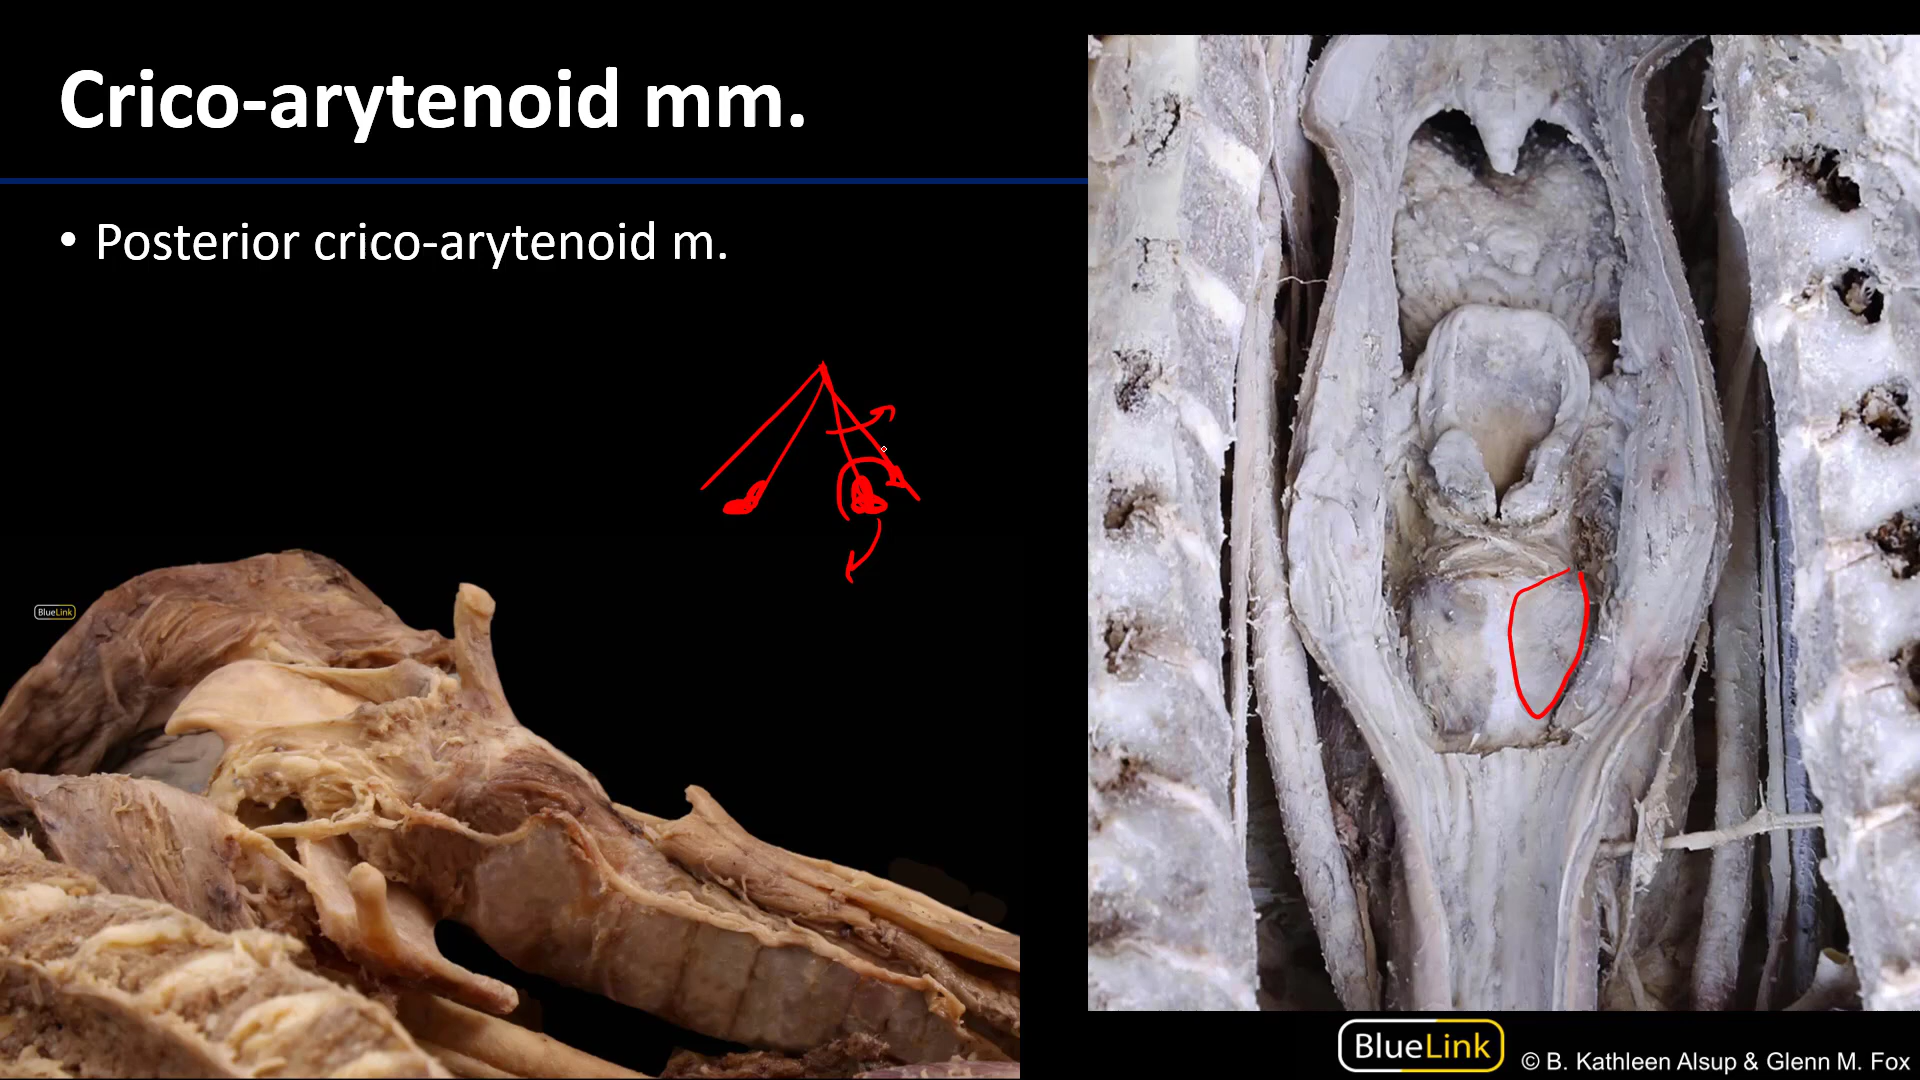 Crico-arytenoid mm.
• Posterior crico-arytenoid m.
BlueLink
BlueLink
© B. Kathleen Alsup & Glenn M. Fox